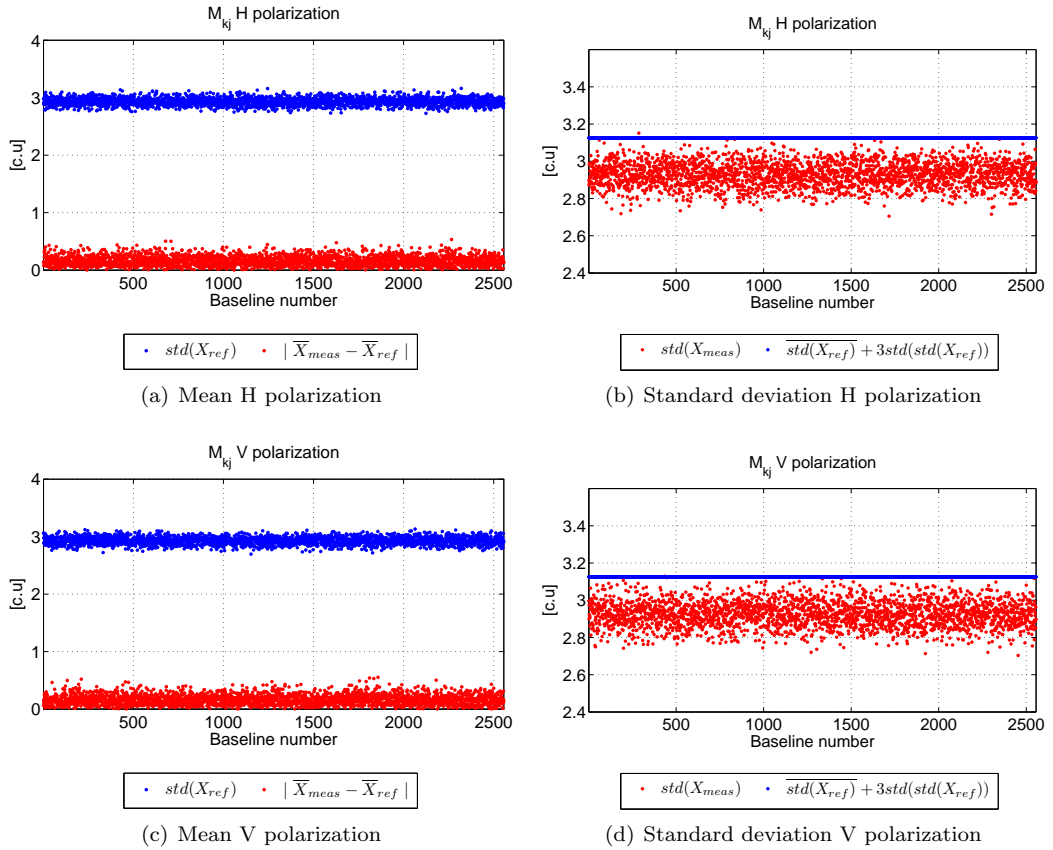 M_kj H polarization
4
3
2
1
0
[c.u]
500 1000 1500 2000 2500
Baseline number
• std(X_ref) • | X̅_meas − X̅_ref |
(a) Mean H polarization
M_kj H polarization
3.4
3.2
3
2.8
2.6
2.4
[c.u]
500 1000 1500 2000 2500
Baseline number
• std(X_meas) • \overline{std(X_ref)} + 3std(std(X_ref))
(b) Standard deviation H polarization
M_kj V polarization
4
3
2
1
0
[c.u]
500 1000 1500 2000 2500
Baseline number
• std(X_ref) • | X̅_meas − X̅_ref |
(c) Mean V polarization
M_kj V polarization
3.4
3.2
3
2.8
2.6
2.4
[c.u]
500 1000 1500 2000 2500
Baseline number
• std(X_meas) • \overline{std(X_ref)} + 3std(std(X_ref))
(d) Standard deviation V polarization